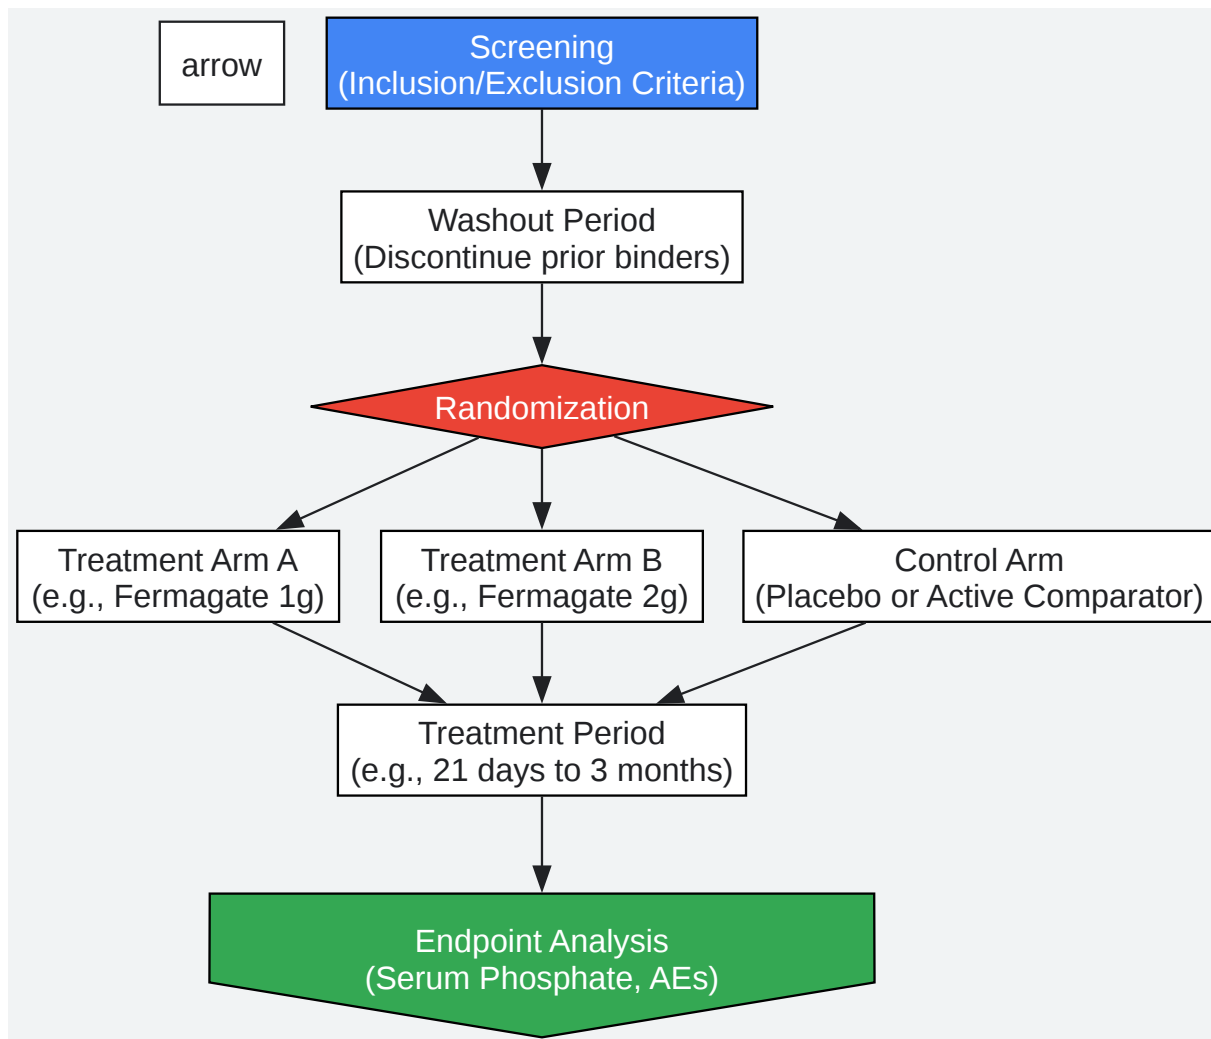 arrow
Screening
(Inclusion/Exclusion Criteria)
Washout Period
(Discontinue prior binders)
Randomization
Treatment Arm A
(e.g., Fermagate 1g)
Treatment Arm B
(e.g., Fermagate 2g)
Control Arm
(Placebo or Active Comparator)
Treatment Period
(e.g., 21 days to 3 months)
Endpoint Analysis
(Serum Phosphate, AEs)